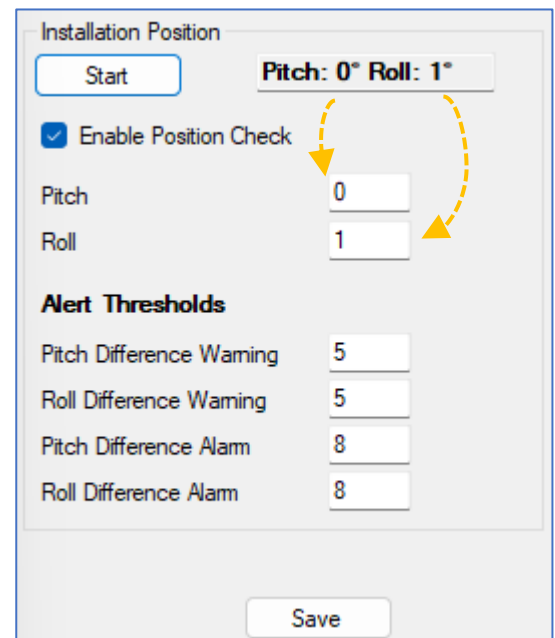 Installation Position
Start
Pitch: 0° Roll: 1°
Enable Position Check
Pitch 0
Roll 1
Alert Thresholds
Pitch Difference Warning 5
Roll Difference Warning 5
Pitch Difference Alarm 8
Roll Difference Alarm 8
Save